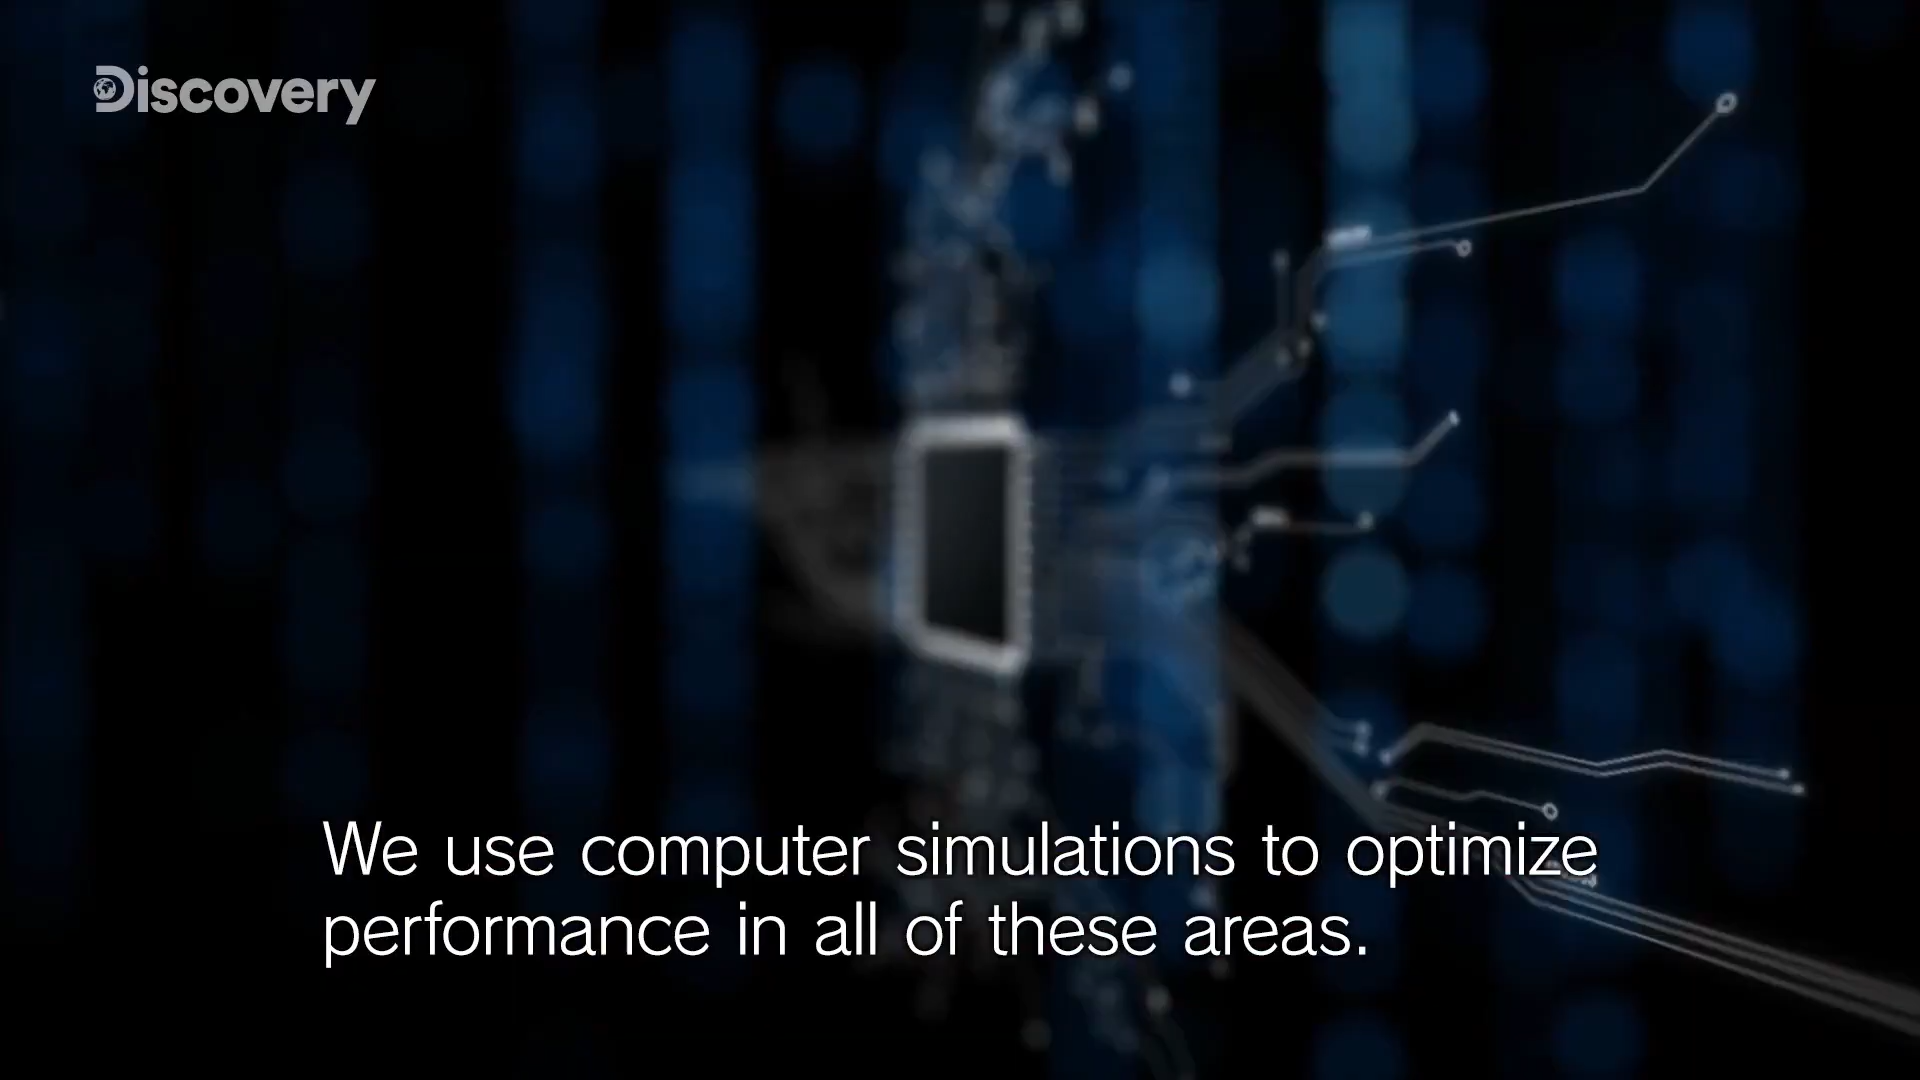 Discovery
We use computer simulations to optimize
performance in all of these areas.